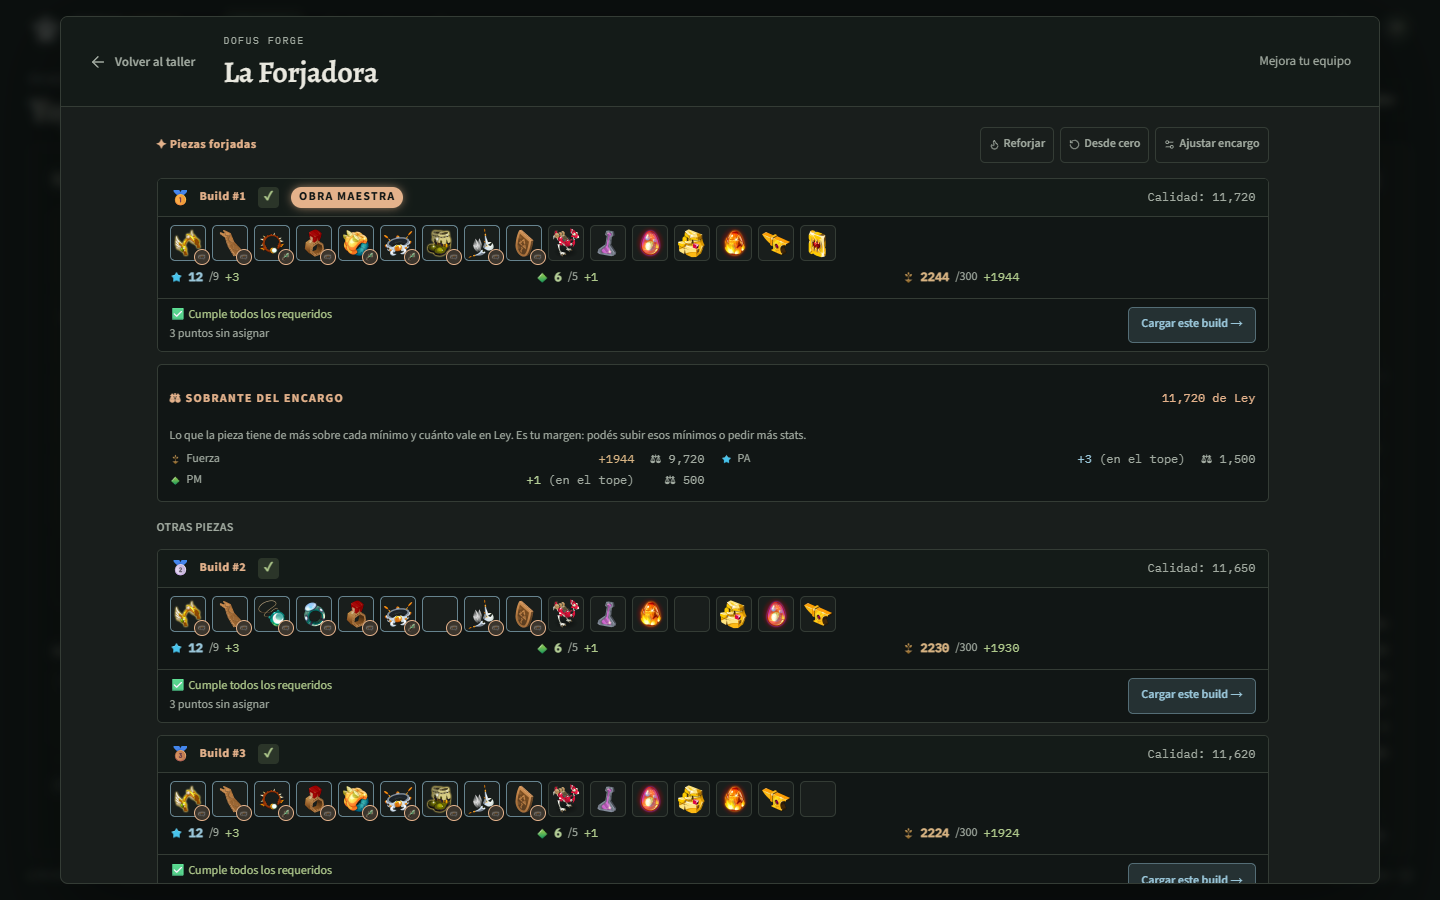 DOFUS FORGE
← Volver al taller
La Forjadora
Mejora tu equipo
✦ Piezas forjadas
Reforjar
Desde cero
Ajustar encargo
Build #1 ✓ OBRA MAESTRA
Calidad: 11,720
12 /9 +3
6 /5 +1
2244 /300 +1944
✅ Cumple todos los requeridos
3 puntos sin asignar
Cargar este build →
SOBRANTE DEL ENCARGO
11,720 de Ley
Lo que la pieza tiene de más sobre cada mínimo y cuánto vale en Ley. Es tu margen: podés subir esos mínimos o pedir más stats.
Fuerza +1944 9,720
PA +3 (en el tope) 1,500
PM +1 (en el tope) 500
OTRAS PIEZAS
Build #2 ✓
Calidad: 11,650
12 /9 +3
6 /5 +1
2230 /300 +1930
✅ Cumple todos los requeridos
3 puntos sin asignar
Cargar este build →
Build #3 ✓
Calidad: 11,620
12 /9 +3
6 /5 +1
2224 /300 +1924
✅ Cumple todos los requeridos
Cargar este build →